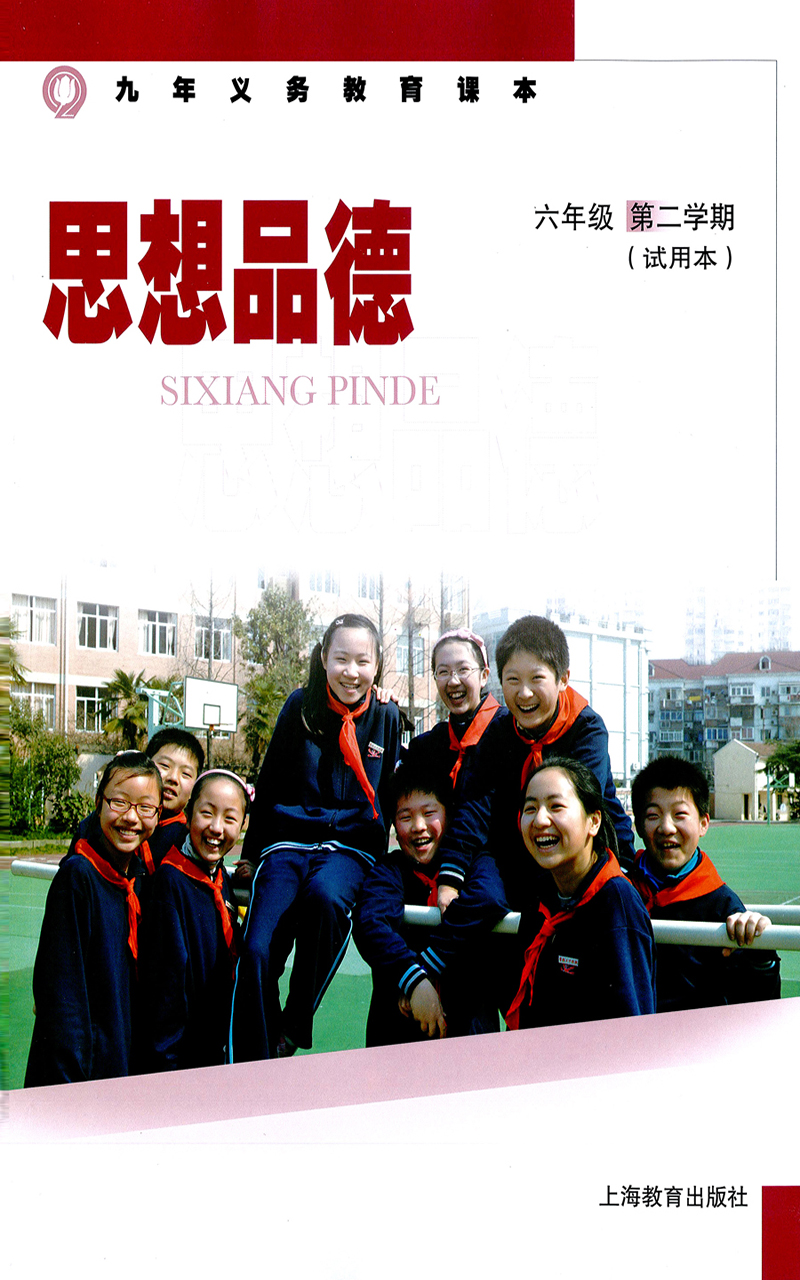 九年义务教育课本
思想品德
六年级 第二学期
(试用本)
SIXIANG PINDE
上海教育出版社